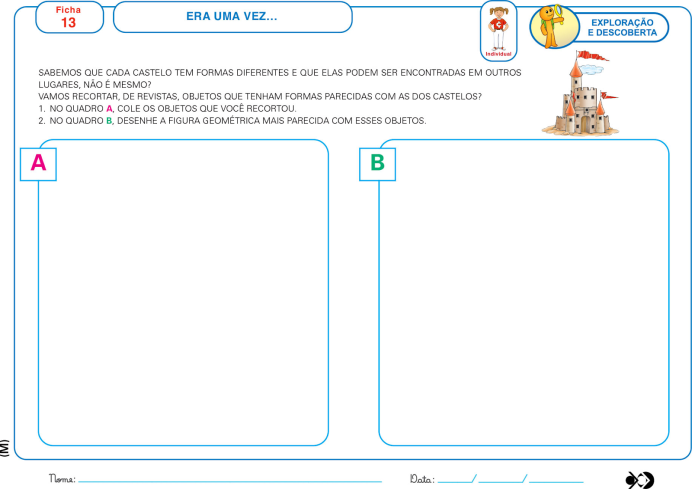 Ficha
13
ERA UMA VEZ...
Individual
EXPLORAÇÃO
E DESCOBERTA
SABEMOS QUE CADA CASTELO TEM FORMAS DIFERENTES E QUE ELAS PODEM SER ENCONTRADAS EM OUTROS
LUGARES, NÃO É MESMO?
VAMOS RECORTAR, DE REVISTAS, OBJETOS QUE TENHAM FORMAS PARECIDAS COM AS DOS CASTELOS?
1. NO QUADRO A, COLE OS OBJETOS QUE VOCÊ RECORTOU.
2. NO QUADRO B, DESENHE A FIGURA GEOMÉTRICA MAIS PARECIDA COM ESSES OBJETOS.
A
B
(M)
Nome:
Data: / /